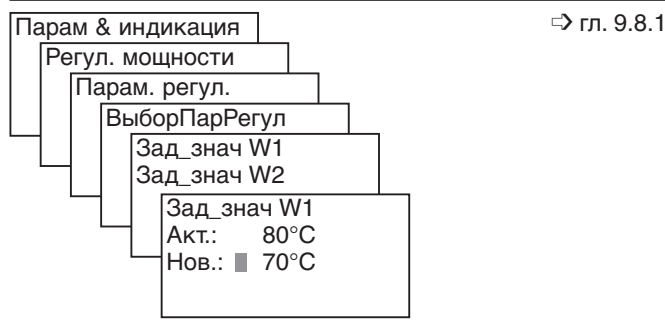 Парам & индикация
➩ гл. 9.8.1
Регул. мощности
Парам. регул.
ВыборПарРегул
Зад_знач W1
Зад_знач W2
Зад_знач W1
Акт.: 80°C
Нов.: 70°C